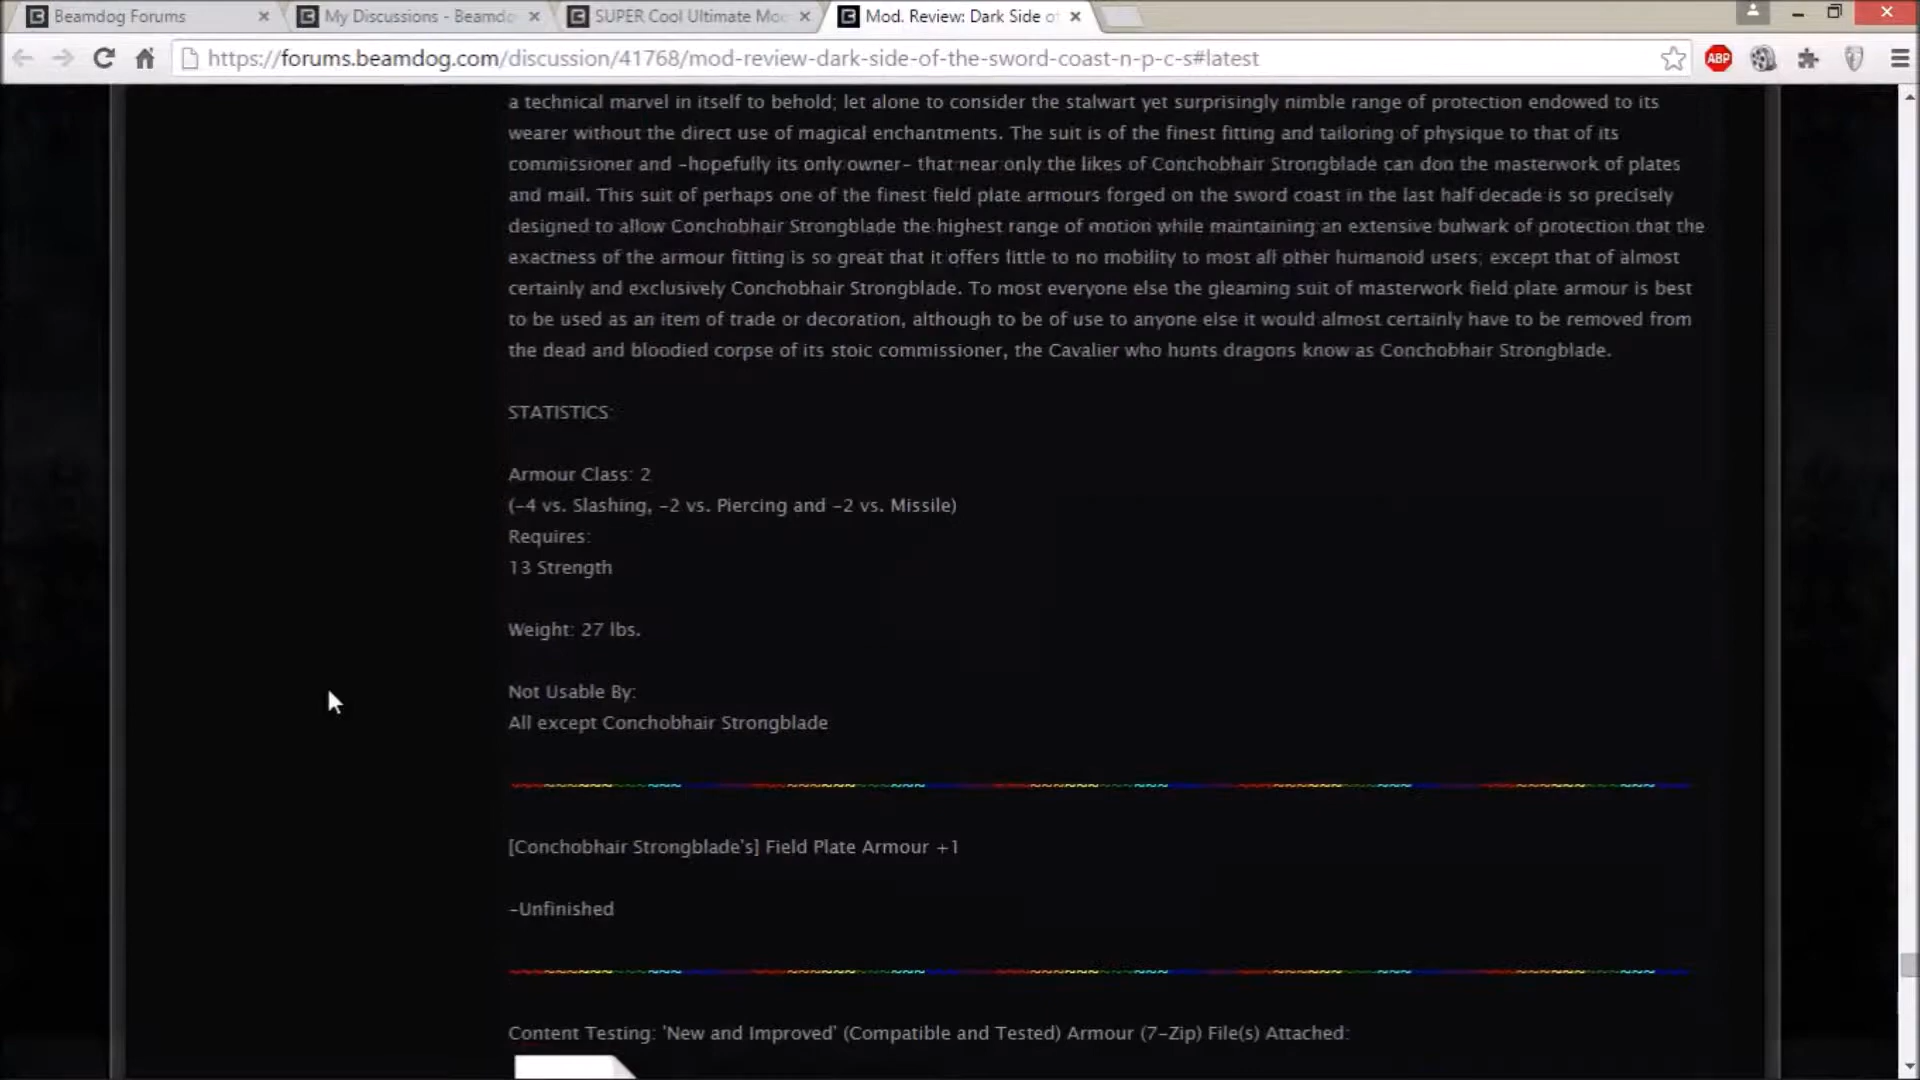 Beamdog Forums
My Discussions - Beamdo
SUPER Cool Ultimate Mo
Mod. Review: Dark Side of
https://forums.beamdog.com/discussion/41768/mod-review-dark-side-of-the-sword-coast-n-p-c-s#latest
ABP
a technical marvel in itself to behold; let alone to consider the stalwart yet surprisingly nimble range of protection endowed to its
wearer without the direct use of magical enchantments. The suit is of the finest fitting and tailoring of physique to that of its
commissioner and -hopefully its only owner- that near only the likes of Conchobhair Strongblade can don the masterwork of plates
and mail. This suit of perhaps one of the finest field plate armours forged on the sword coast in the last half decade is so precisely
designed to allow Conchobhair Strongblade the highest range of motion while maintaining an extensive bulwark of protection that the
exactness of the armour fitting is so great that it offers little to no mobility to most all other humanoid users; except that of almost
certainly and exclusively Conchobhair Strongblade. To most everyone else the gleaming suit of masterwork field plate armour is best
to be used as an item of trade or decoration, although to be of use to anyone else it would almost certainly have to be removed from
the dead and bloodied corpse of its stoic commissioner, the Cavalier who hunts dragons know as Conchobhair Strongblade.
STATISTICS:
Armour Class: 2
(-4 vs. Slashing, -2 vs. Piercing and -2 vs. Missile)
Requires:
13 Strength
Weight: 27 lbs.
Not Usable By:
All except Conchobhair Strongblade
[Conchobhair Strongblade's] Field Plate Armour +1
-Unfinished
Content Testing: 'New and Improved' (Compatible and Tested) Armour (7-Zip) File(s) Attached: